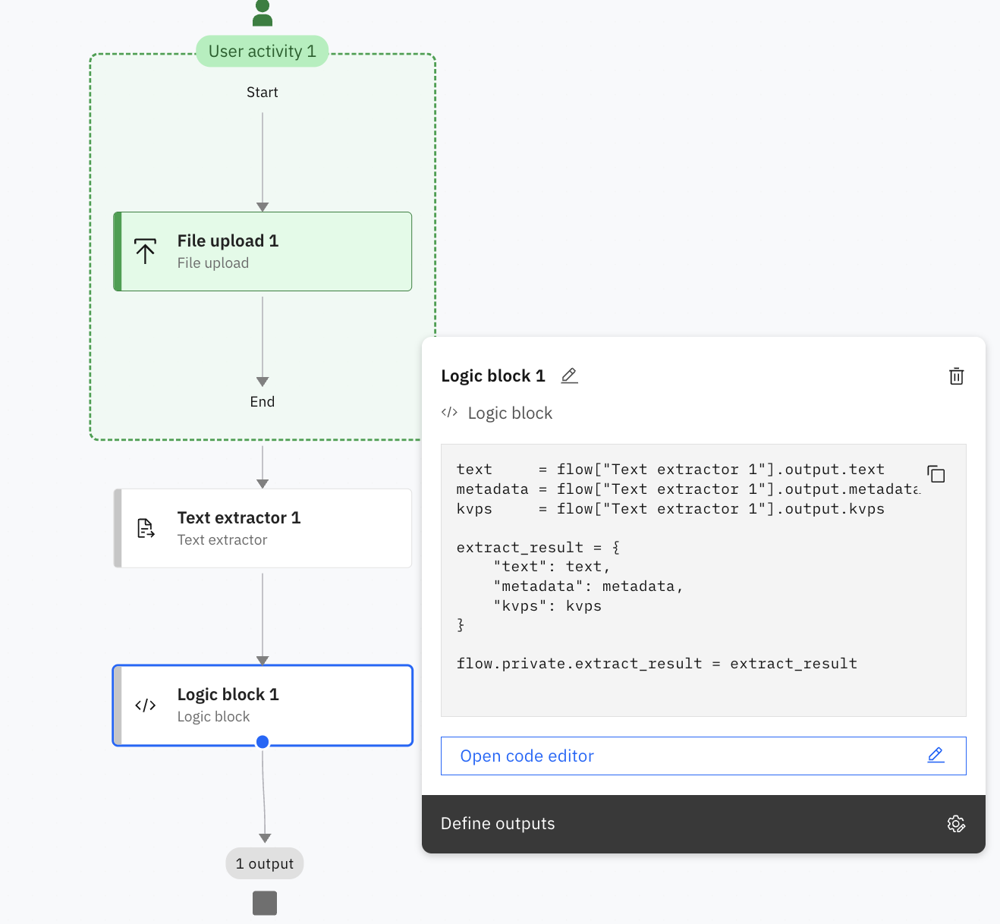 User activity 1
Start
File upload 1
File upload
End
Text extractor 1
Text extractor
Logic block 1
Logic block
1 output
Logic block 1
</> Logic block
text     = flow["Text extractor 1"].output.text
metadata = flow["Text extractor 1"].output.metadata
kvps     = flow["Text extractor 1"].output.kvps
extract_result = {
    "text": text,
    "metadata": metadata,
    "kvps": kvps
}
flow.private.extract_result = extract_result
Open code editor
Define outputs